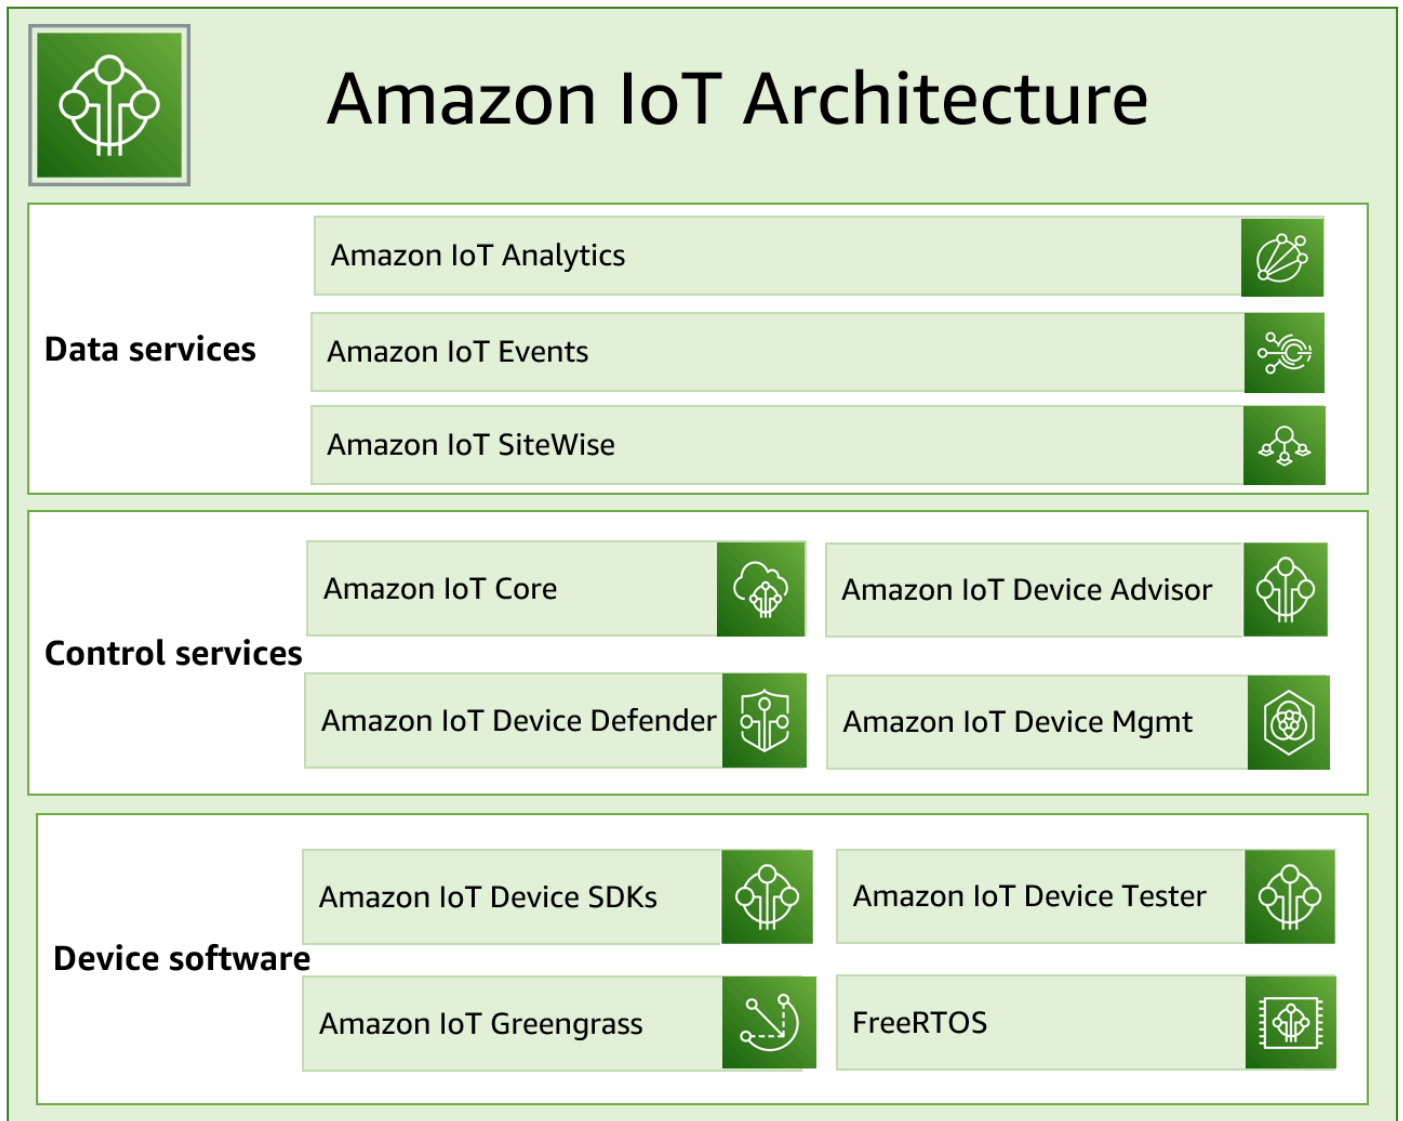 Amazon IoT Architecture
Data services
Amazon IoT Analytics
Amazon IoT Events
Amazon IoT SiteWise
Control services
Amazon IoT Core
Amazon IoT Device Advisor
Amazon IoT Device Defender
Amazon IoT Device Mgmt
Device software
Amazon IoT Device SDKs
Amazon IoT Device Tester
Amazon IoT Greengrass
FreeRTOS